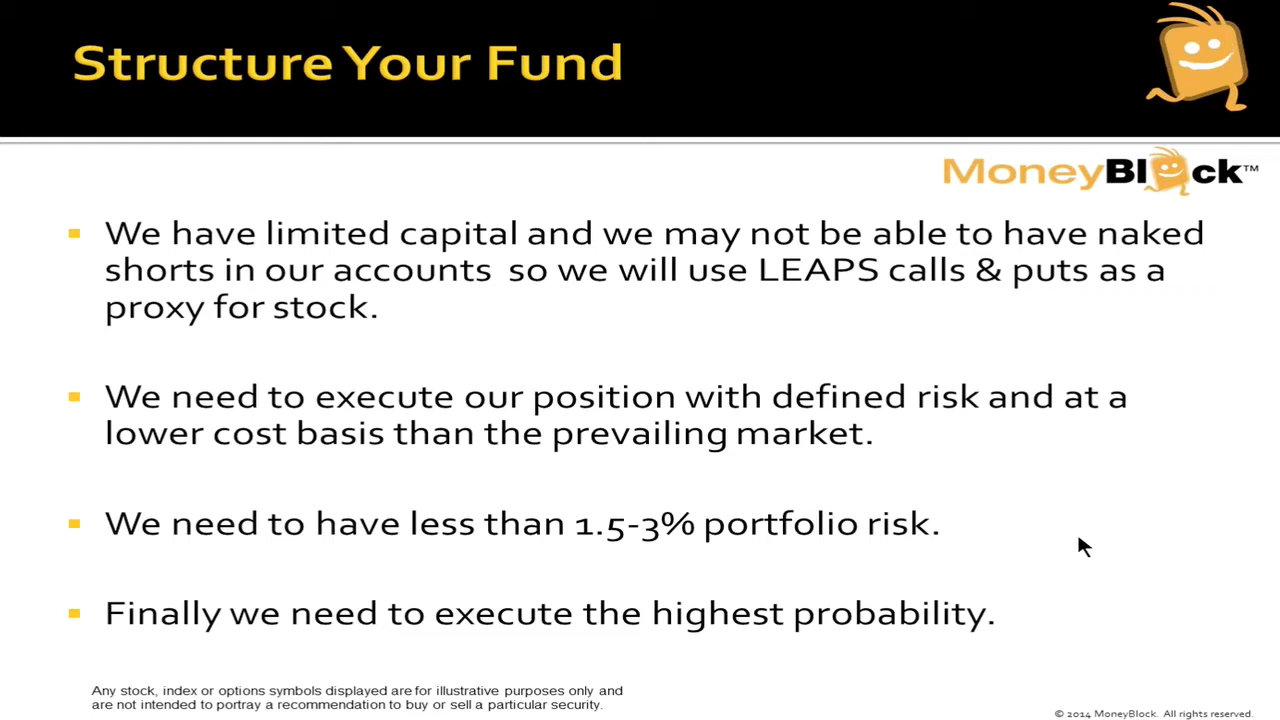 Structure Your Fund
MoneyBlock™
We have limited capital and we may not be able to have naked
shorts in our accounts so we will use LEAPS calls & puts as a
proxy for stock.
We need to execute our position with defined risk and at a
lower cost basis than the prevailing market.
We need to have less than 1.5-3% portfolio risk.
Finally we need to execute the highest probability.
Any stock, index or options symbols displayed are for illustrative purposes only and
are not intended to portray a recommendation to buy or sell a particular security.
© 2014 MoneyBlock. All rights reserved.